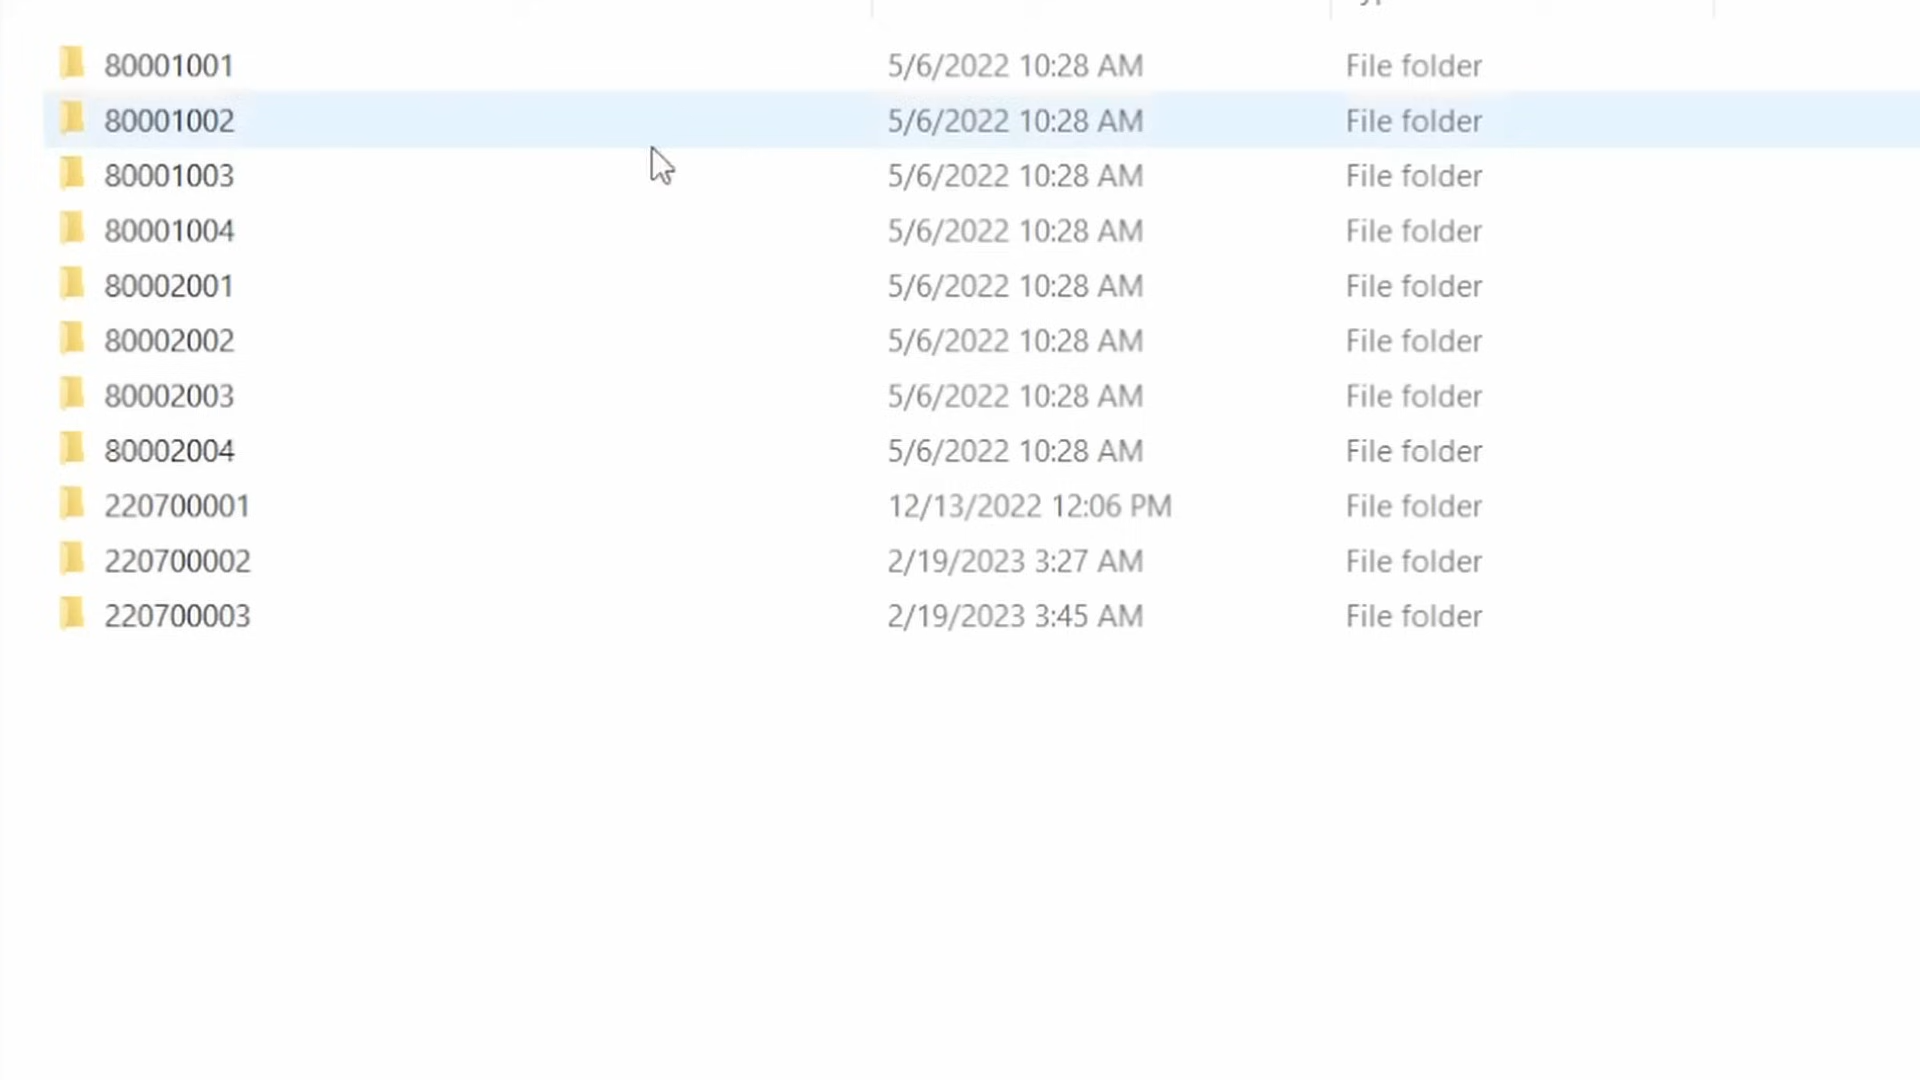 80001001 5/6/2022 10:28 AM File folder
80001002 5/6/2022 10:28 AM File folder
80001003 5/6/2022 10:28 AM File folder
80001004 5/6/2022 10:28 AM File folder
80002001 5/6/2022 10:28 AM File folder
80002002 5/6/2022 10:28 AM File folder
80002003 5/6/2022 10:28 AM File folder
80002004 5/6/2022 10:28 AM File folder
220700001 12/13/2022 12:06 PM File folder
220700002 2/19/2023 3:27 AM File folder
220700003 2/19/2023 3:45 AM File folder